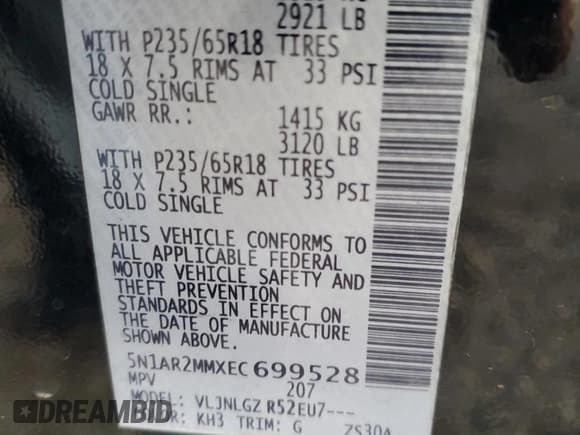 2921 LB
WITH P235/65R18 TIRES
18 X 7.5 RIMS AT 33 PSI
COLD SINGLE
GAWR RR.: 1415 KG
3120 LB
WITH P235/65R18 TIRES
18 X 7.5 RIMS AT 33 PSI
COLD SINGLE
THIS VEHICLE CONFORMS TO
ALL APPLICABLE FEDERAL
MOTOR VEHICLE SAFETY AND
THEFT PREVENTION
STANDARDS IN EFFECT ON
THE DATE OF MANUFACTURE
SHOWN ABOVE.
5N1AR2MMXEC699528
MPV 207
MODEL: VLJNLGZ R52EU7---
KH3 TRIM: G ZS30A
DREAMBID